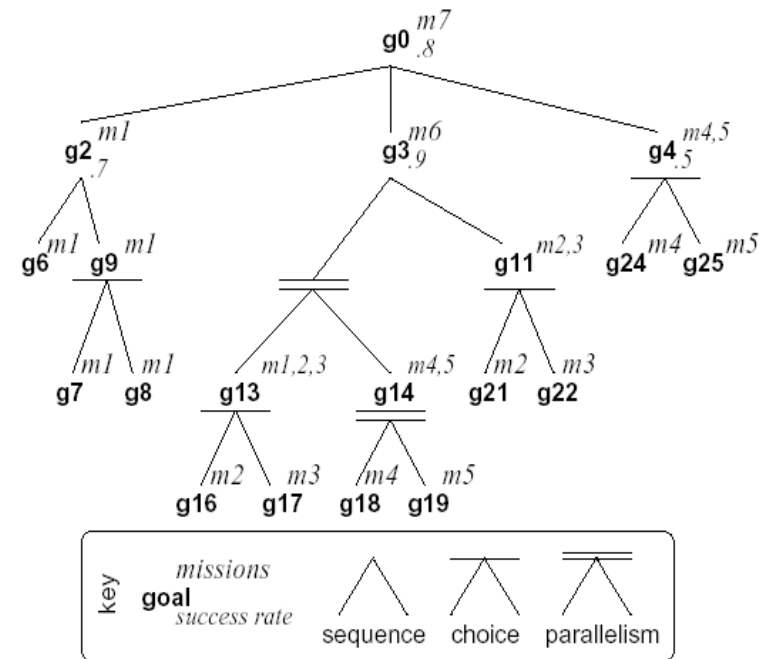 m7
g0
.8
m1
g2
.7
m6
g3
.9
m4,5
g4
.5
m1 m1
g6 g9
m2,3
g11
m4 m5
g24 g25
m1 m1
g7 g8
m1,2,3 m4,5
g13 g14
m2 m3
g21 g22
m2 m3 m4 m5
g16 g17 g18 g19
key
missions
goal
success rate
sequence choice parallelism